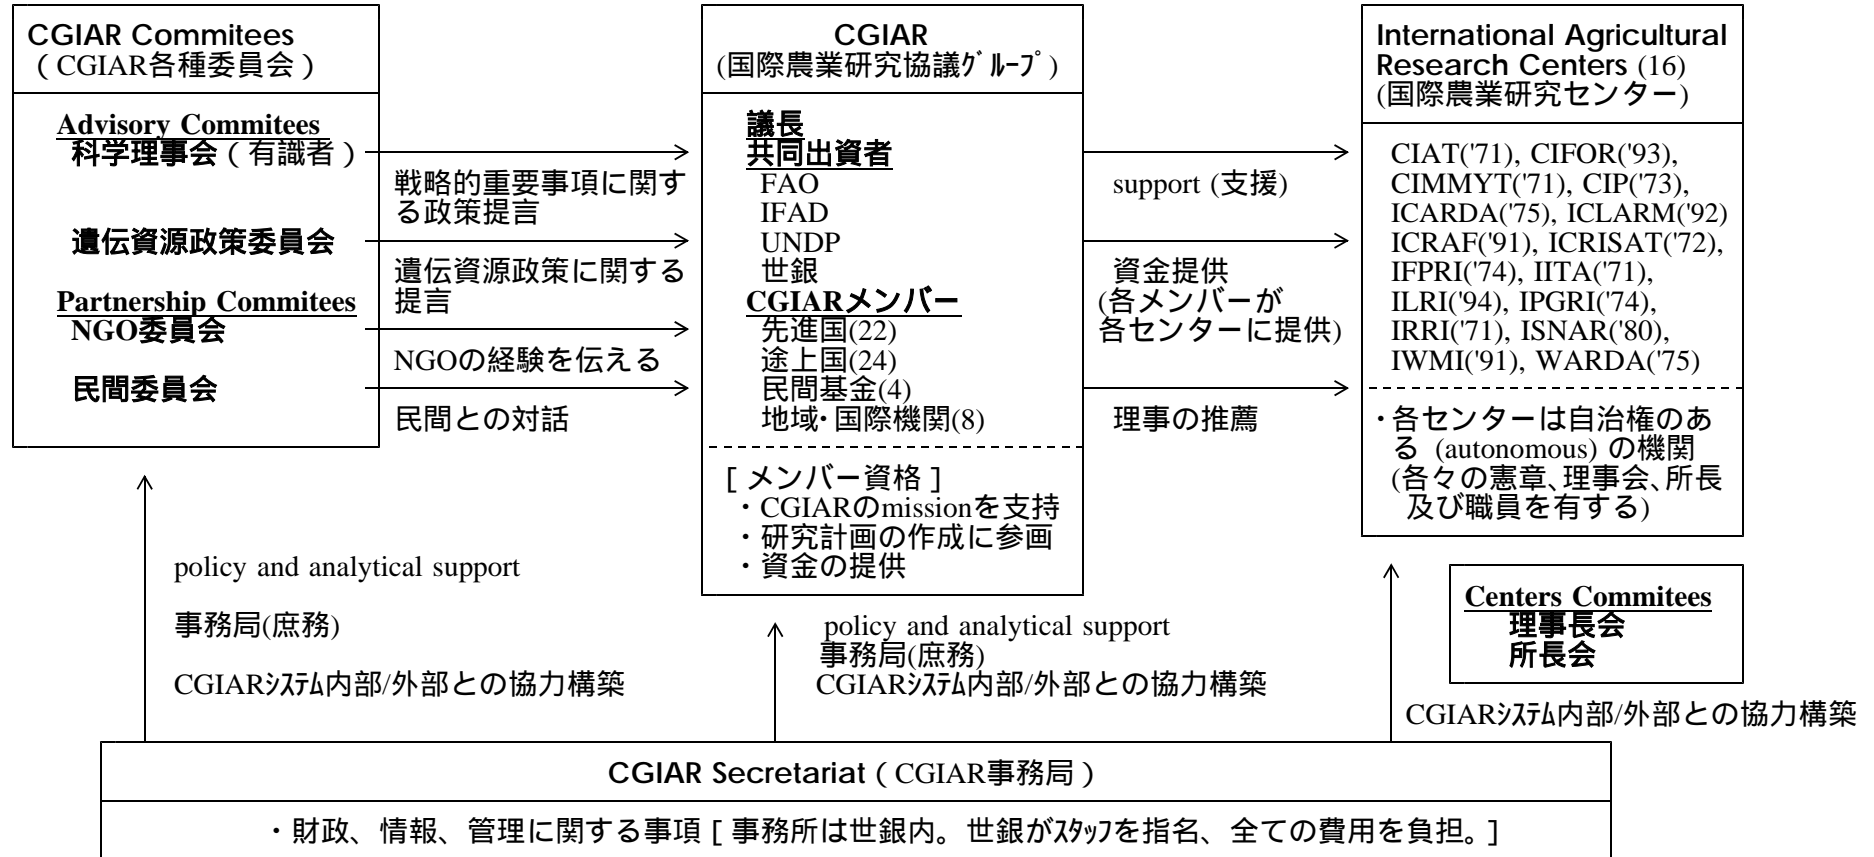 CGIAR Commitees
（CGIAR各種委員会）
Advisory Commitees
科学理事会（有識者）
遺伝資源政策委員会
Partnership Commitees
NGO委員会
民間委員会
戦略的重要事項に関す
る政策提言
遺伝資源政策に関する
提言
NGOの経験を伝える
民間との対話
CGIAR
(国際農業研究協議ｸﾞﾙｰﾌﾟ)
議長
共同出資者
FAO
IFAD
UNDP
世銀
CGIARメンバー
先進国(22)
途上国(24)
民間基金(4)
地域･国際機関(8)
［メンバー資格］
・CGIARのmissionを支持
・研究計画の作成に参画
・資金の提供
support (支援)
資金提供
(各メンバーが
各センターに提供)
理事の推薦
International Agricultural
Research Centers (16)
(国際農業研究センター)
CIAT('71), CIFOR('93),
CIMMYT('71), CIP('73),
ICARDA('75), ICLARM('92)
ICRAF('91), ICRISAT('72),
IFPRI('74), IITA('71),
ILRI('94), IPGRI('74),
IRRI('71), ISNAR('80),
IWMI('91), WARDA('75)
・各センターは自治権のあ
る (autonomous) の機関
(各々の憲章､理事会､所長
及び職員を有する)
Centers Commitees
理事長会
所長会
policy and analytical support
事務局(庶務)
CGIARｼｽﾃﾑ内部/外部との協力構築
policy and analytical support
事務局(庶務)
CGIARｼｽﾃﾑ内部/外部との協力構築
CGIARｼｽﾃﾑ内部/外部との協力構築
CGIAR Secretariat（CGIAR事務局）
・財政、情報、管理に関する事項［事務所は世銀内。世銀がｽﾀｯﾌを指名、全ての費用を負担。］